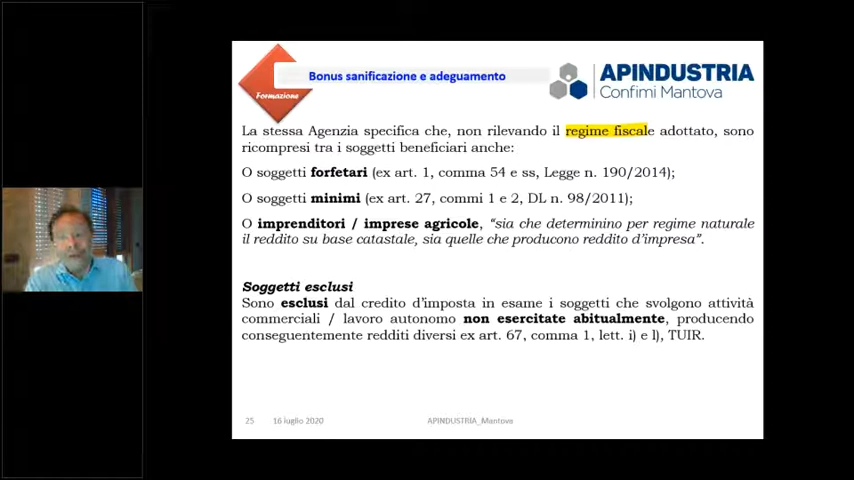 Bonus sanificazione e adeguamento
Formazione
APINDUSTRIA
Confimi Mantova
La stessa Agenzia specifica che, non rilevando il regime fiscale adottato, sono
ricompresi tra i soggetti beneficiari anche:
O soggetti forfetari (ex art. 1, comma 54 e ss, Legge n. 190/2014);
O soggetti minimi (ex art. 27, commi 1 e 2, DL n. 98/2011);
O imprenditori / imprese agricole, “sia che determinino per regime naturale
il reddito su base catastale, sia quelle che producono reddito d’impresa”.
Soggetti esclusi
Sono esclusi dal credito d’imposta in esame i soggetti che svolgono attività
commerciali / lavoro autonomo non esercitate abitualmente, producendo
conseguentemente redditi diversi ex art. 67, comma 1, lett. i) e l), TUIR.
25 16 luglio 2020 APINDUSTRIA_Mantova